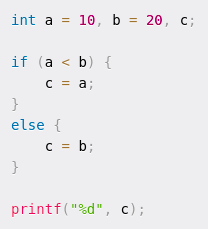 int a = 10, b = 20, c;

if (a < b) {
    c = a;
}
else {
    c = b;
}

printf("%d", c);